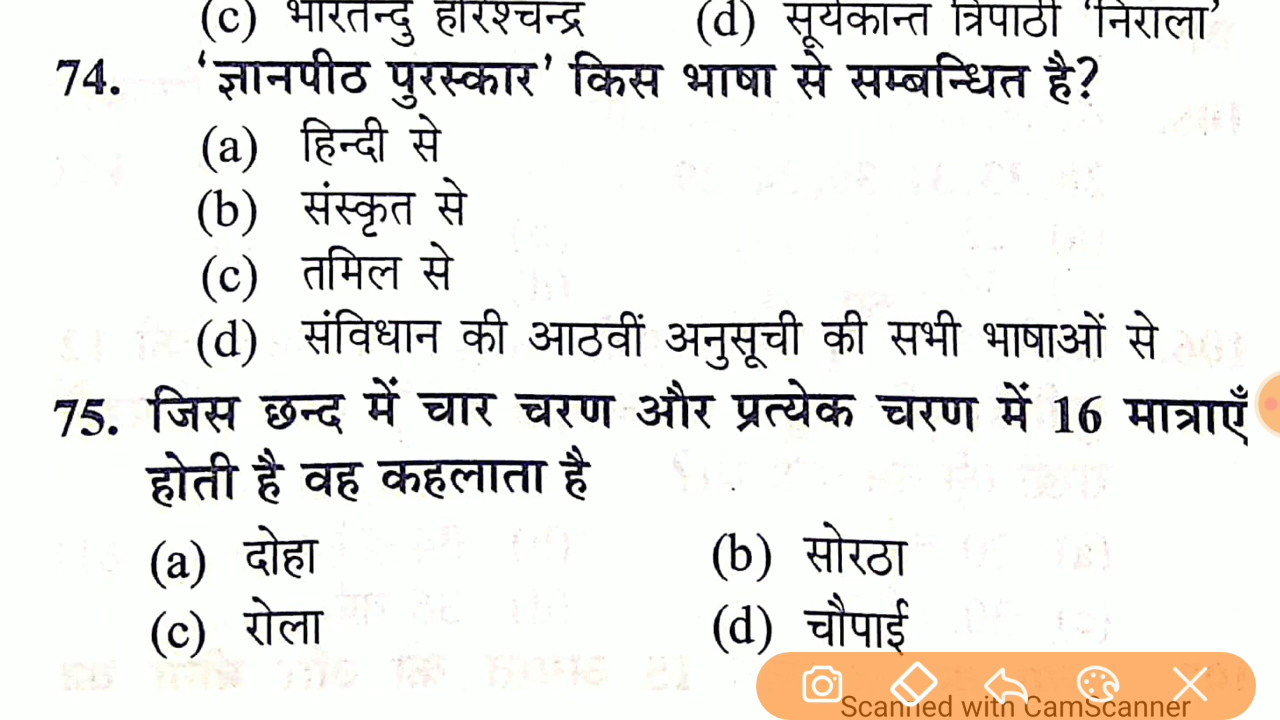 (c) भारतेन्दु हरिश्चन्द्र (d) सूर्यकान्त त्रिपाठी 'निराला'
74. 'ज्ञानपीठ पुरस्कार' किस भाषा से सम्बन्धित है?
(a) हिन्दी से
(b) संस्कृत से
(c) तमिल से
(d) संविधान की आठवीं अनुसूची की सभी भाषाओं से
75. जिस छन्द में चार चरण और प्रत्येक चरण में 16 मात्राएँ
होती है वह कहलाता है
(a) दोहा (b) सोरठा
(c) रोला (d) चौपाई
Scanned with CamScanner